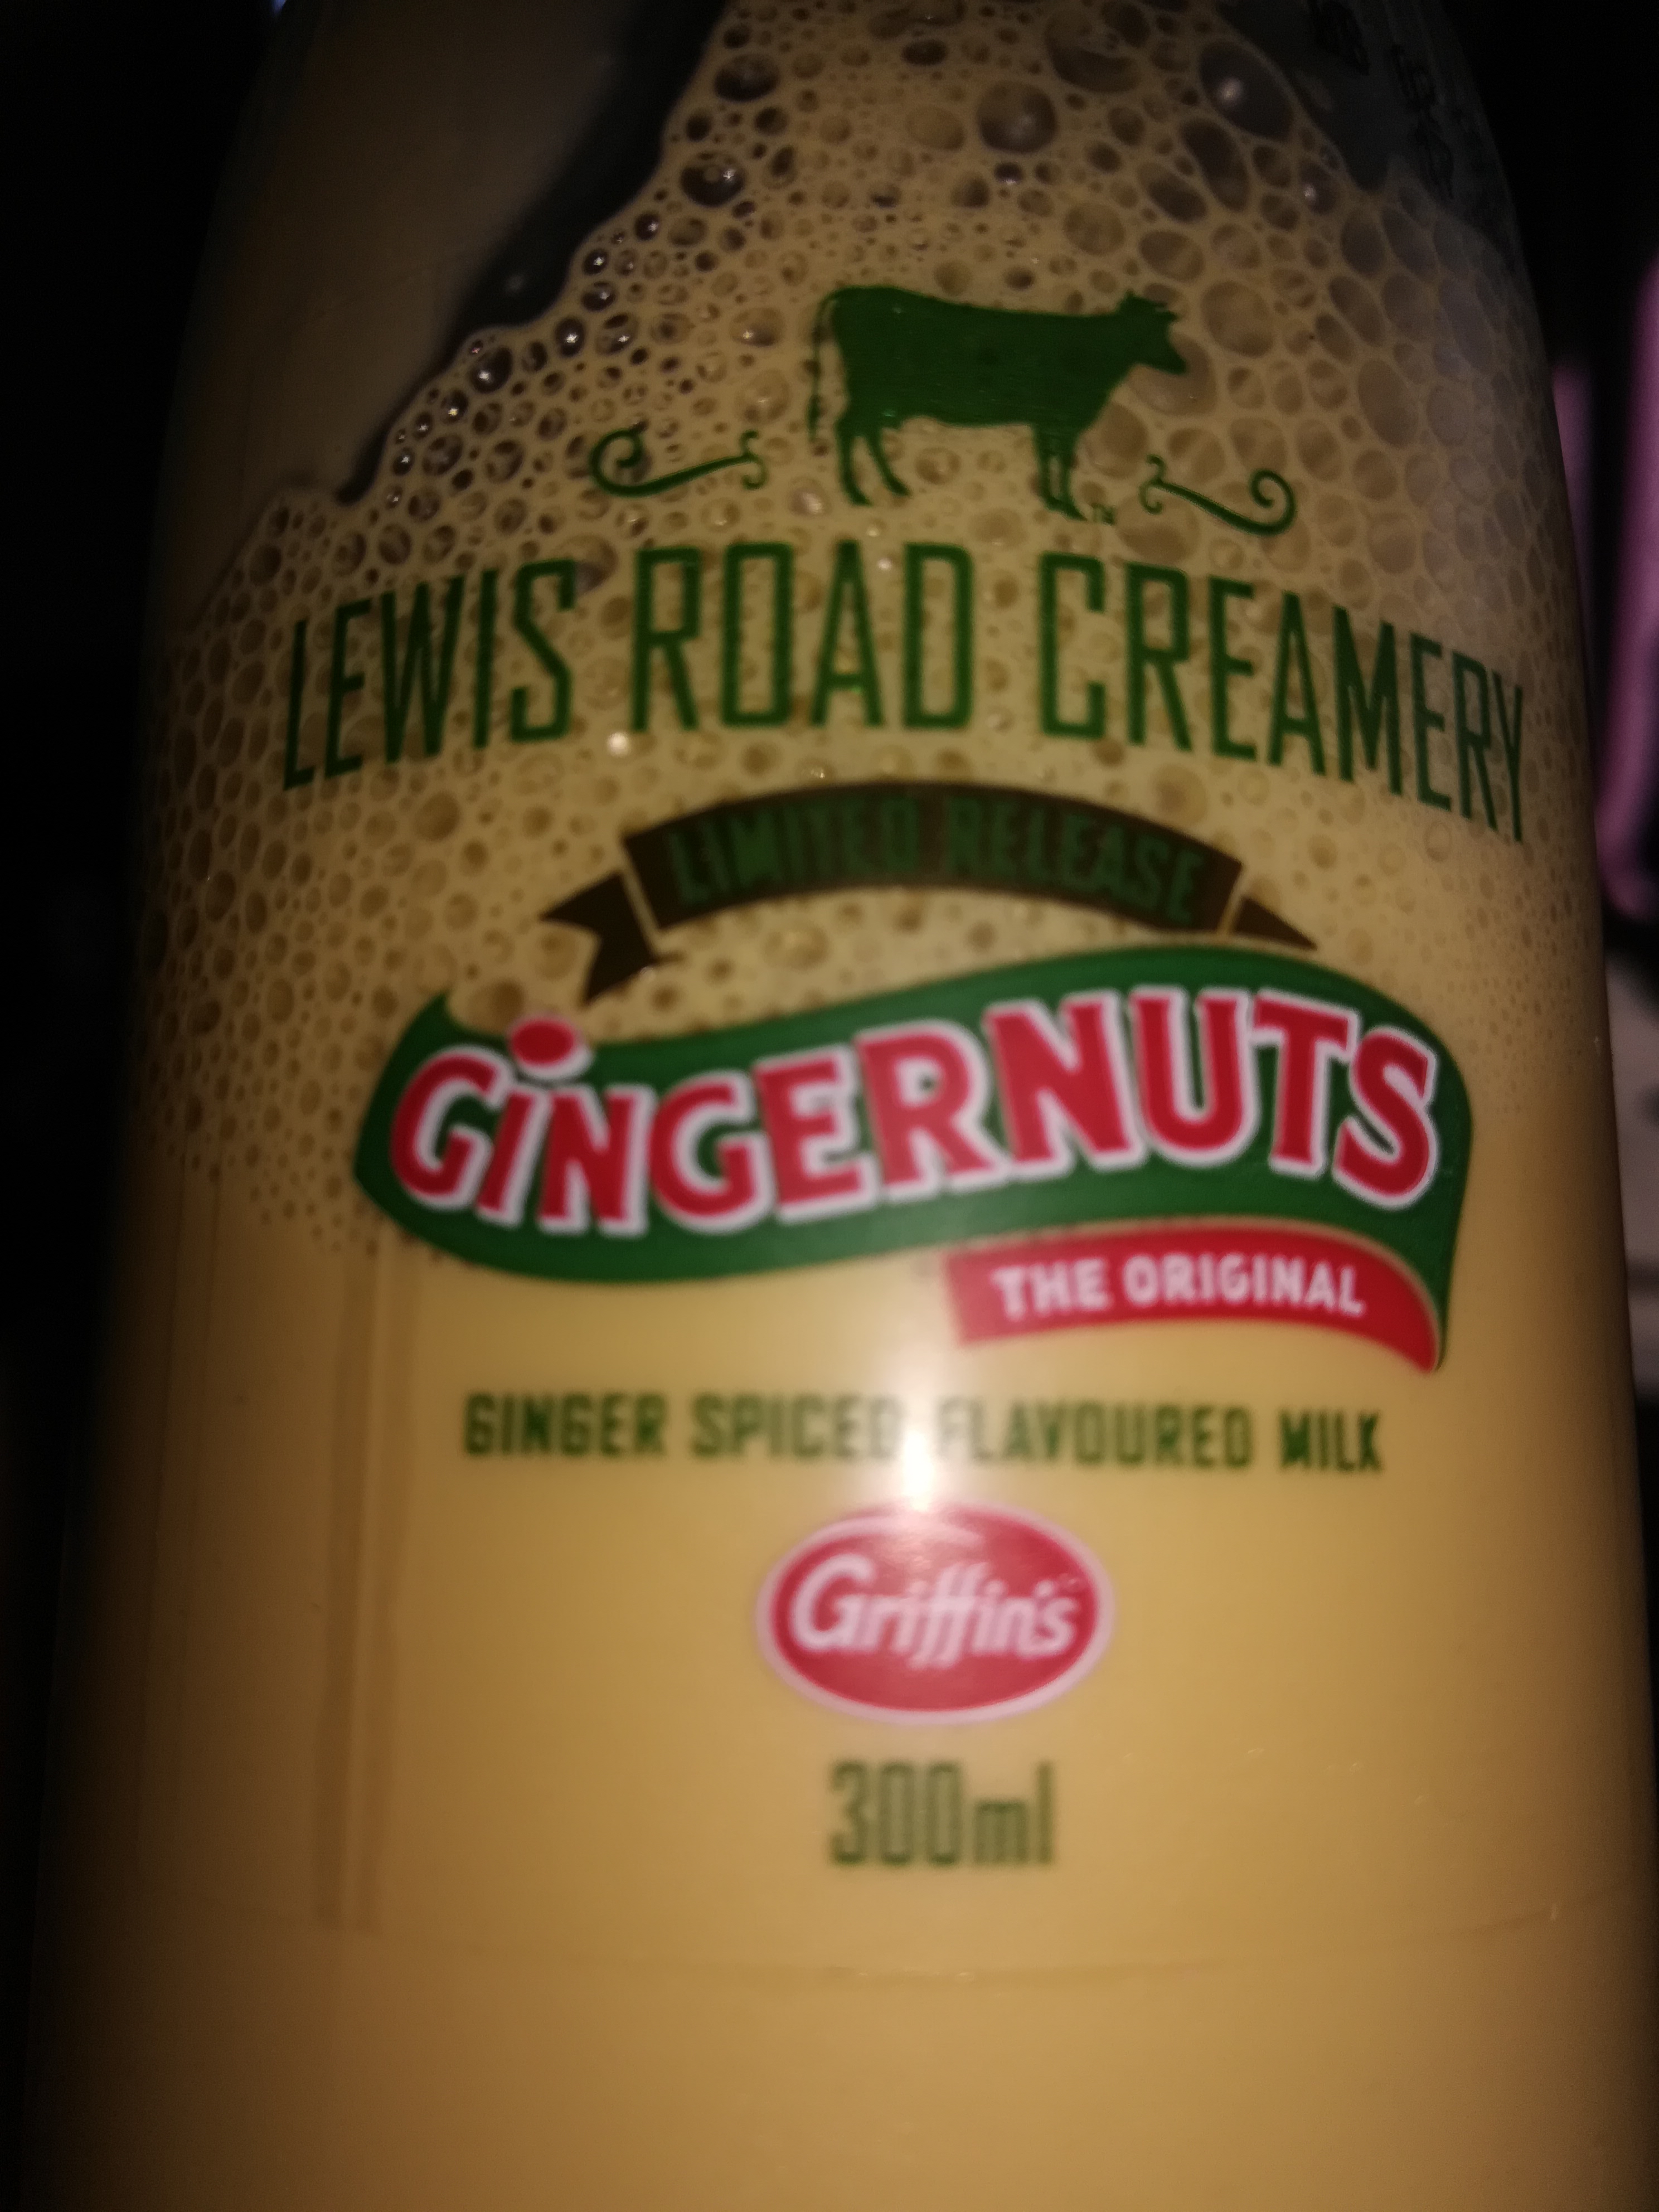 LEWIS ROAD CREAMERY
LIMITED RELEASE
GiNGERNUTS
THE ORIGINAL
GINGER SPICED FLAVOURED MILK
Griffin's
300ml